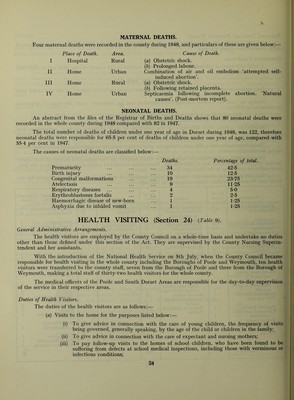 MATERNAL DEATHS.
Four maternal deaths were recorded in the county during 1948, and particulars of these are given below:—
Place of Death. Area. Cause of Death.
I Hospital Rural (a) Obstetric shock.
(b) Prolonged labour.
II Home Urban Combination of air and oil embolism 'attempted self-
induced abortion'.
III Home Rural (a) Obstetric shock.
(b) Following retained placenta.
IV Home Urban Septicaemia following incomplete abortion. 'Natural
causes'. (Post-mortem report).
NEONATAL DEATHS.
An abstract from the files of the Registrar of Births and Deaths shows that 80 neonatal deaths were
recorded in the whole county during 1948 compared with 82 in 1947.
The total number of deaths of children under one year of age in Dorset during 1948, was 122, therefore
neonatal deaths were responsible for 65·5 per cent of deaths of children under one year of age, compared with
55·4 per cent in 1947.
The causes of neonatal deaths are classified below:—
Deaths. Percentage of total.
Prematurity ... ... ... 34 42·5
Birth injury ... ... ... 10 12·5
Congenital malformations ... ... 19 23·75
Atelectasis ... ... ... 9 11·25
Respiratory diseases ... ... ... 4 5·0
Erythroblastosis foetalis ... ... 2 2·5
Haemorrhagic disease of new-born ... 1 1·25
Asphyxia due to inhaled vomit ... 1 1·25
HEALTH VISITING (Section 24) (Table 9).
General Administrative Arrangements.
The health visitors are employed by the County Council on a whole-time basis and undertake no duties
other than those defined under this section of the Act. They are supervised by the County Nursing Superin-
tendent and her assistants.
With the introduction of the National Health Service on 5th July, when the County Council became
responsible for health visiting in the whole county including the Boroughs of Poole and Weymouth, ten health
visitors were transferred to the county staff, seven from the Borough of Poole and three from the Borough of
Weymouth, making a total staff of thirty-two health visitors for the whole county.
The medical officers of the Poole and South Dorset Areas are responsible for the day-to-day supervision
of the service in their respective areas.
Duties of Health Visitors.
The duties of the health visitors are as follows:—
(a) Visits to the home for the purposes listed below:—
(i) To give advice in connection with the care of young children, the frequency of visits
being governed, generally speaking, by the age of the child or children in the family;
(ii) To give advice in connection with the care of expectant and nursing mothers;
(iii) To pay follow-up visits to the homes of school children, who have been found to be
suffering from defects at school medical inspections, including those with verminous or
infectious conditions;